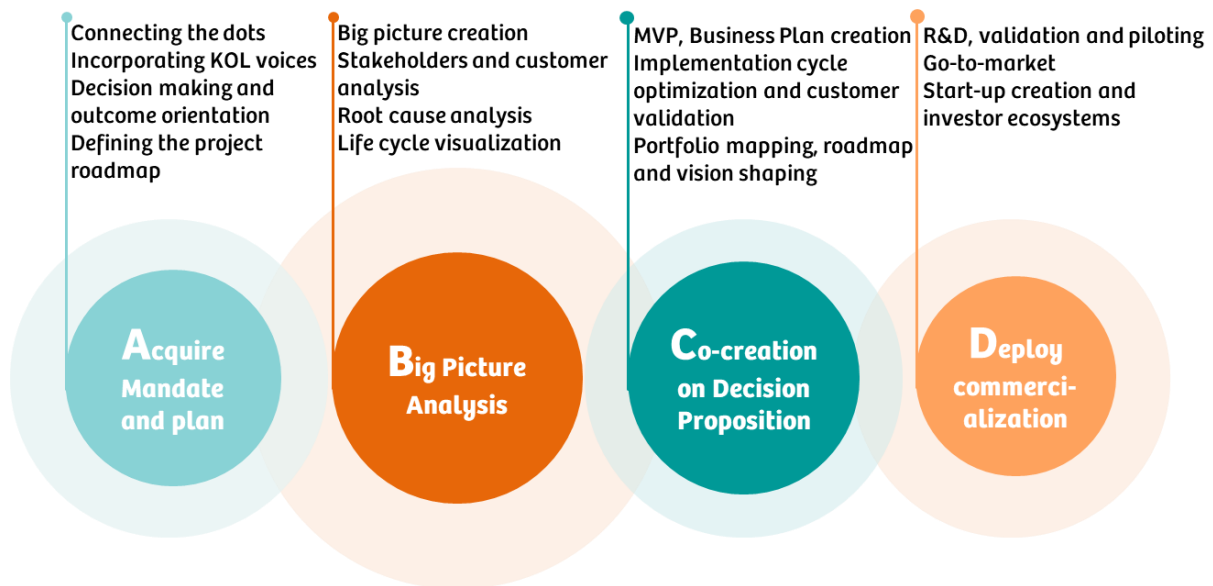 Connecting the dots
Incorporating KOL voices
Decision making and
outcome orientation
Defining the project
roadmap
Big picture creation
Stakeholders and customer
analysis
Root cause analysis
Life cycle visualization
MVP, Business Plan creation
Implementation cycle
optimization and customer
validation
Portfolio mapping, roadmap
and vision shaping
R&D, validation and piloting
Go-to-market
Start-up creation and
investor ecosystems
Acquire
Mandate
and plan
Big Picture
Analysis
Co-creation
on Decision
Proposition
Deploy
commerci-
alization